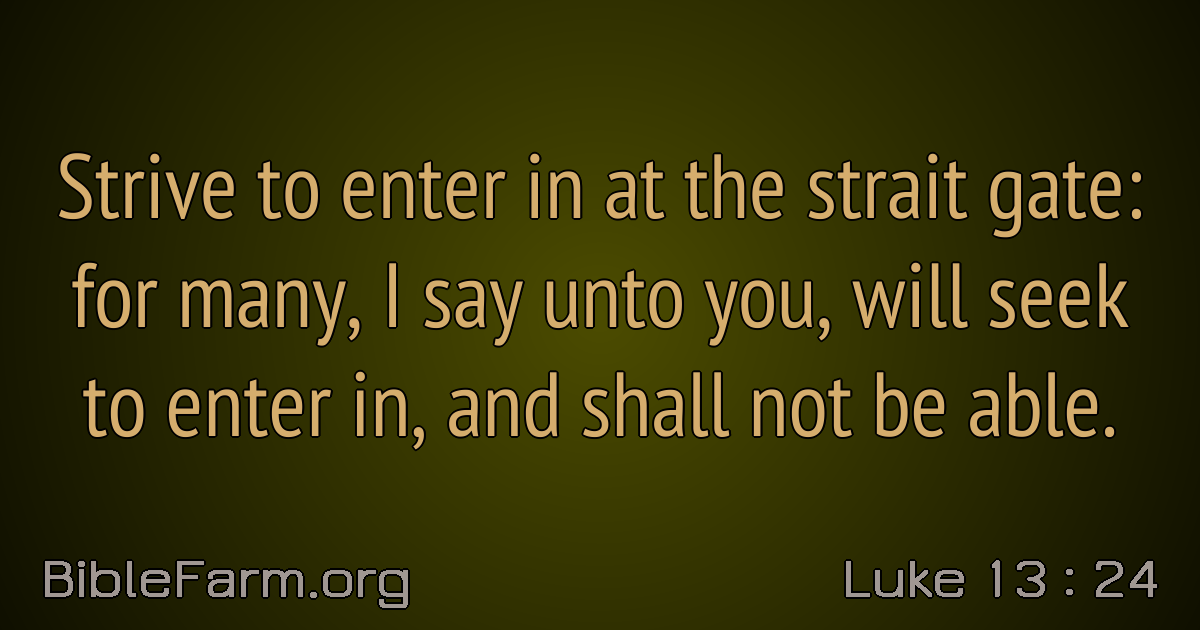 Strive to enter in at the strait gate:
for many, I say unto you, will seek
to enter in, and shall not be able.
BibleFarm.org
Luke 13 : 24